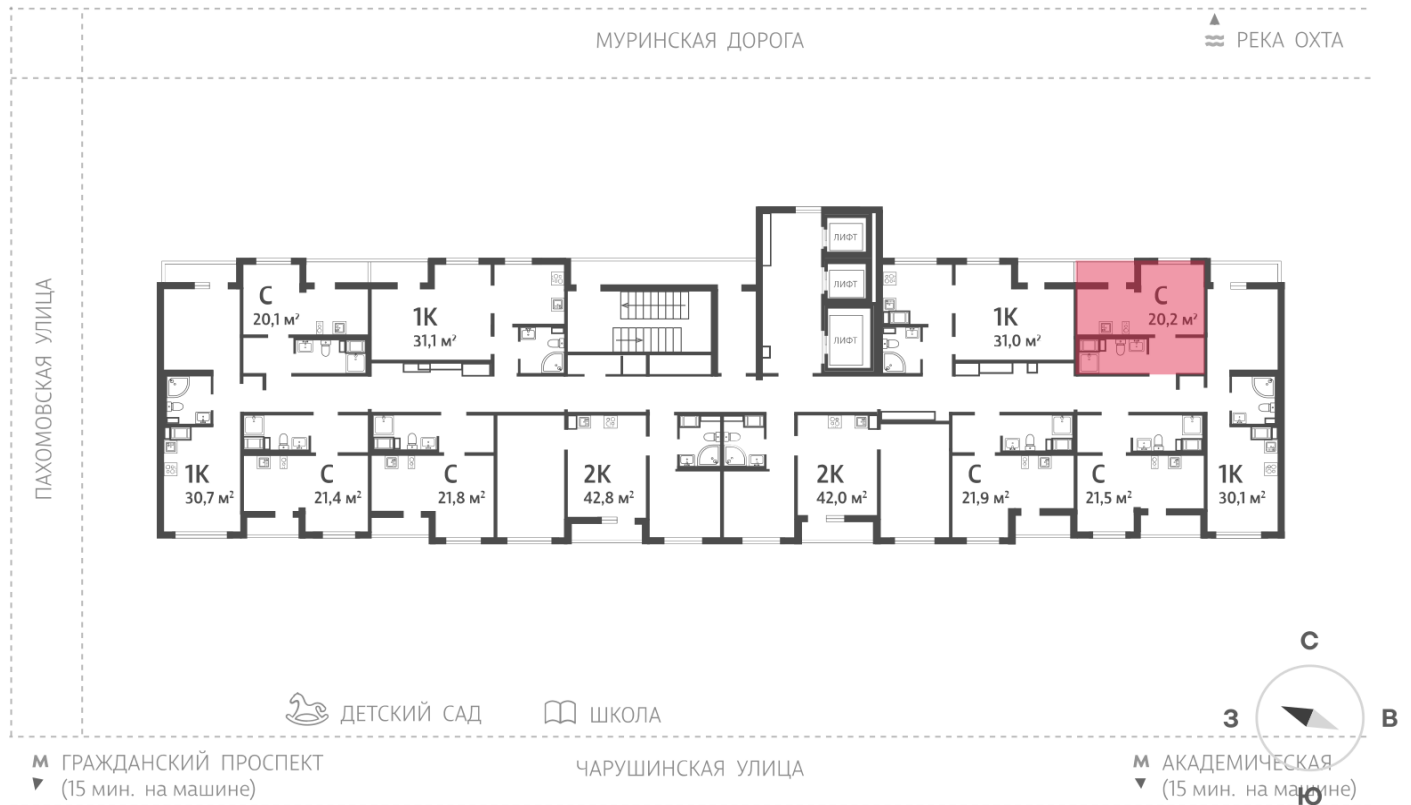 МУРИНСКАЯ ДОРОГА
РЕКА ОХТА
ПАХОМОВСКАЯ УЛИЦА
ЛИФТ
ЛИФТ
ЛИФТ
С
20,1 м²
1К
31,1 м²
1К
31,0 м²
С
20,2 м²
1К
30,7 м²
С
21,4 м²
С
21,8 м²
2К
42,8 м²
2К
42,0 м²
С
21,9 м²
С
21,5 м²
1К
30,1 м²
ДЕТСКИЙ САД
ШКОЛА
С
З
В
Ю
М ГРАЖДАНСКИЙ ПРОСПЕКТ
(15 мин. на машине)
ЧАРУШИНСКАЯ УЛИЦА
М АКАДЕМИЧЕСКАЯ
(15 мин. на машине)